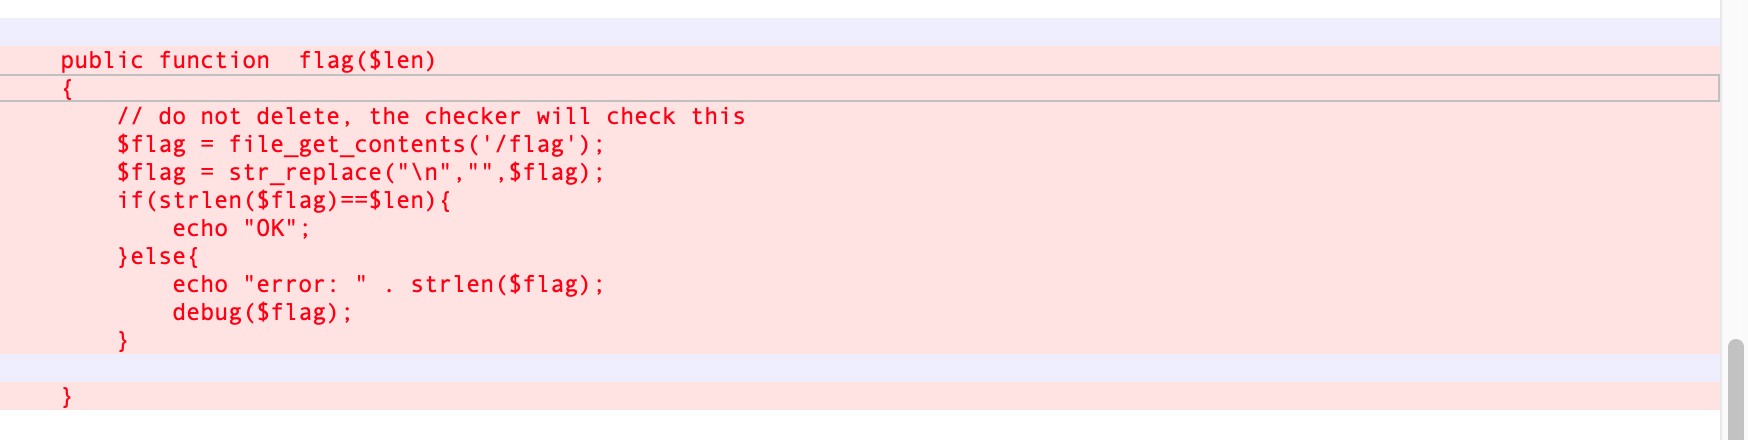 public function  flag($len)
{
// do not delete, the checker will check this
$flag = file_get_contents('/flag');
$flag = str_replace("\n","",$flag);
if(strlen($flag)==$len){
echo "OK";
}else{
echo "error: " . strlen($flag);
debug($flag);
}
}